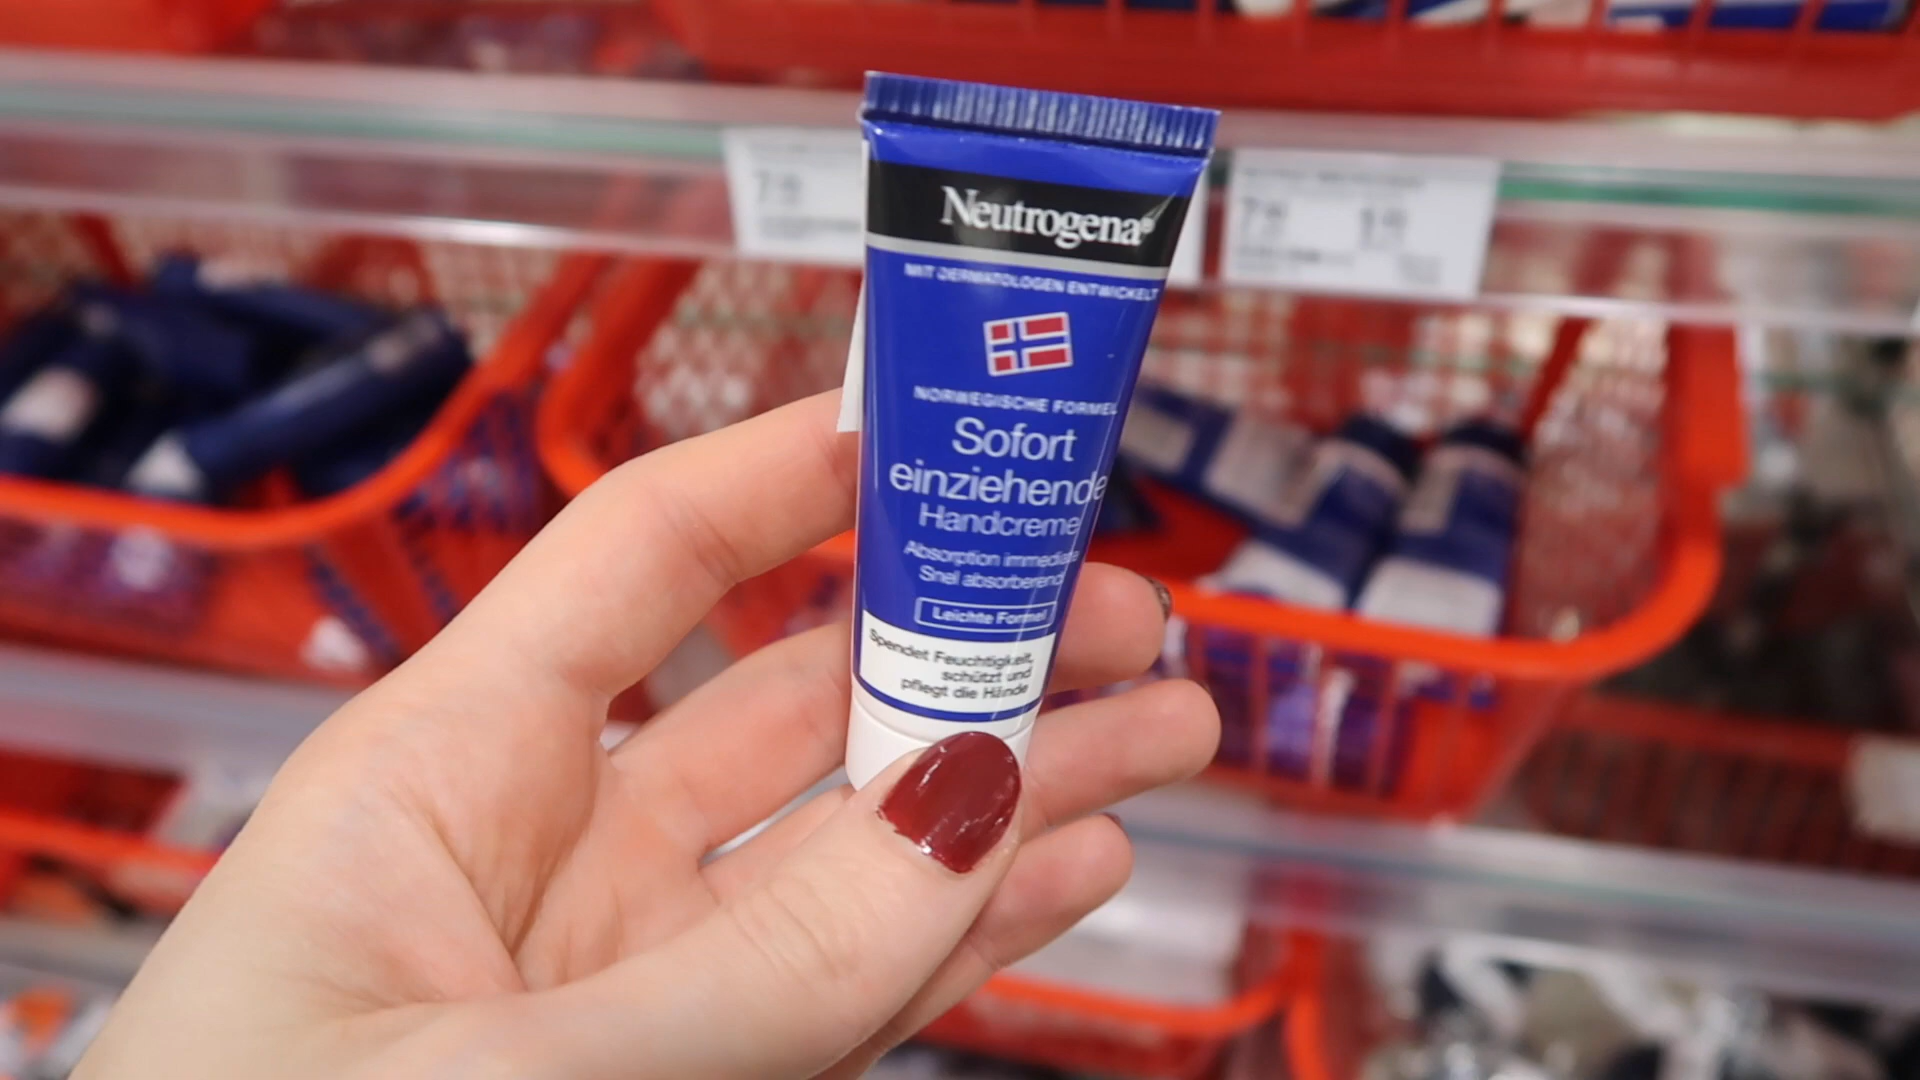 Neutrogena®
MIT DERMATOLOGEN ENTWICKELT
NORWEGISCHE FORMEL
Sofort
einziehende
Handcreme
Absorption immédiate
Snel absorberend
Leichte Formel
Spendet Feuchtigkeit,
schützt und
pflegt die Hände